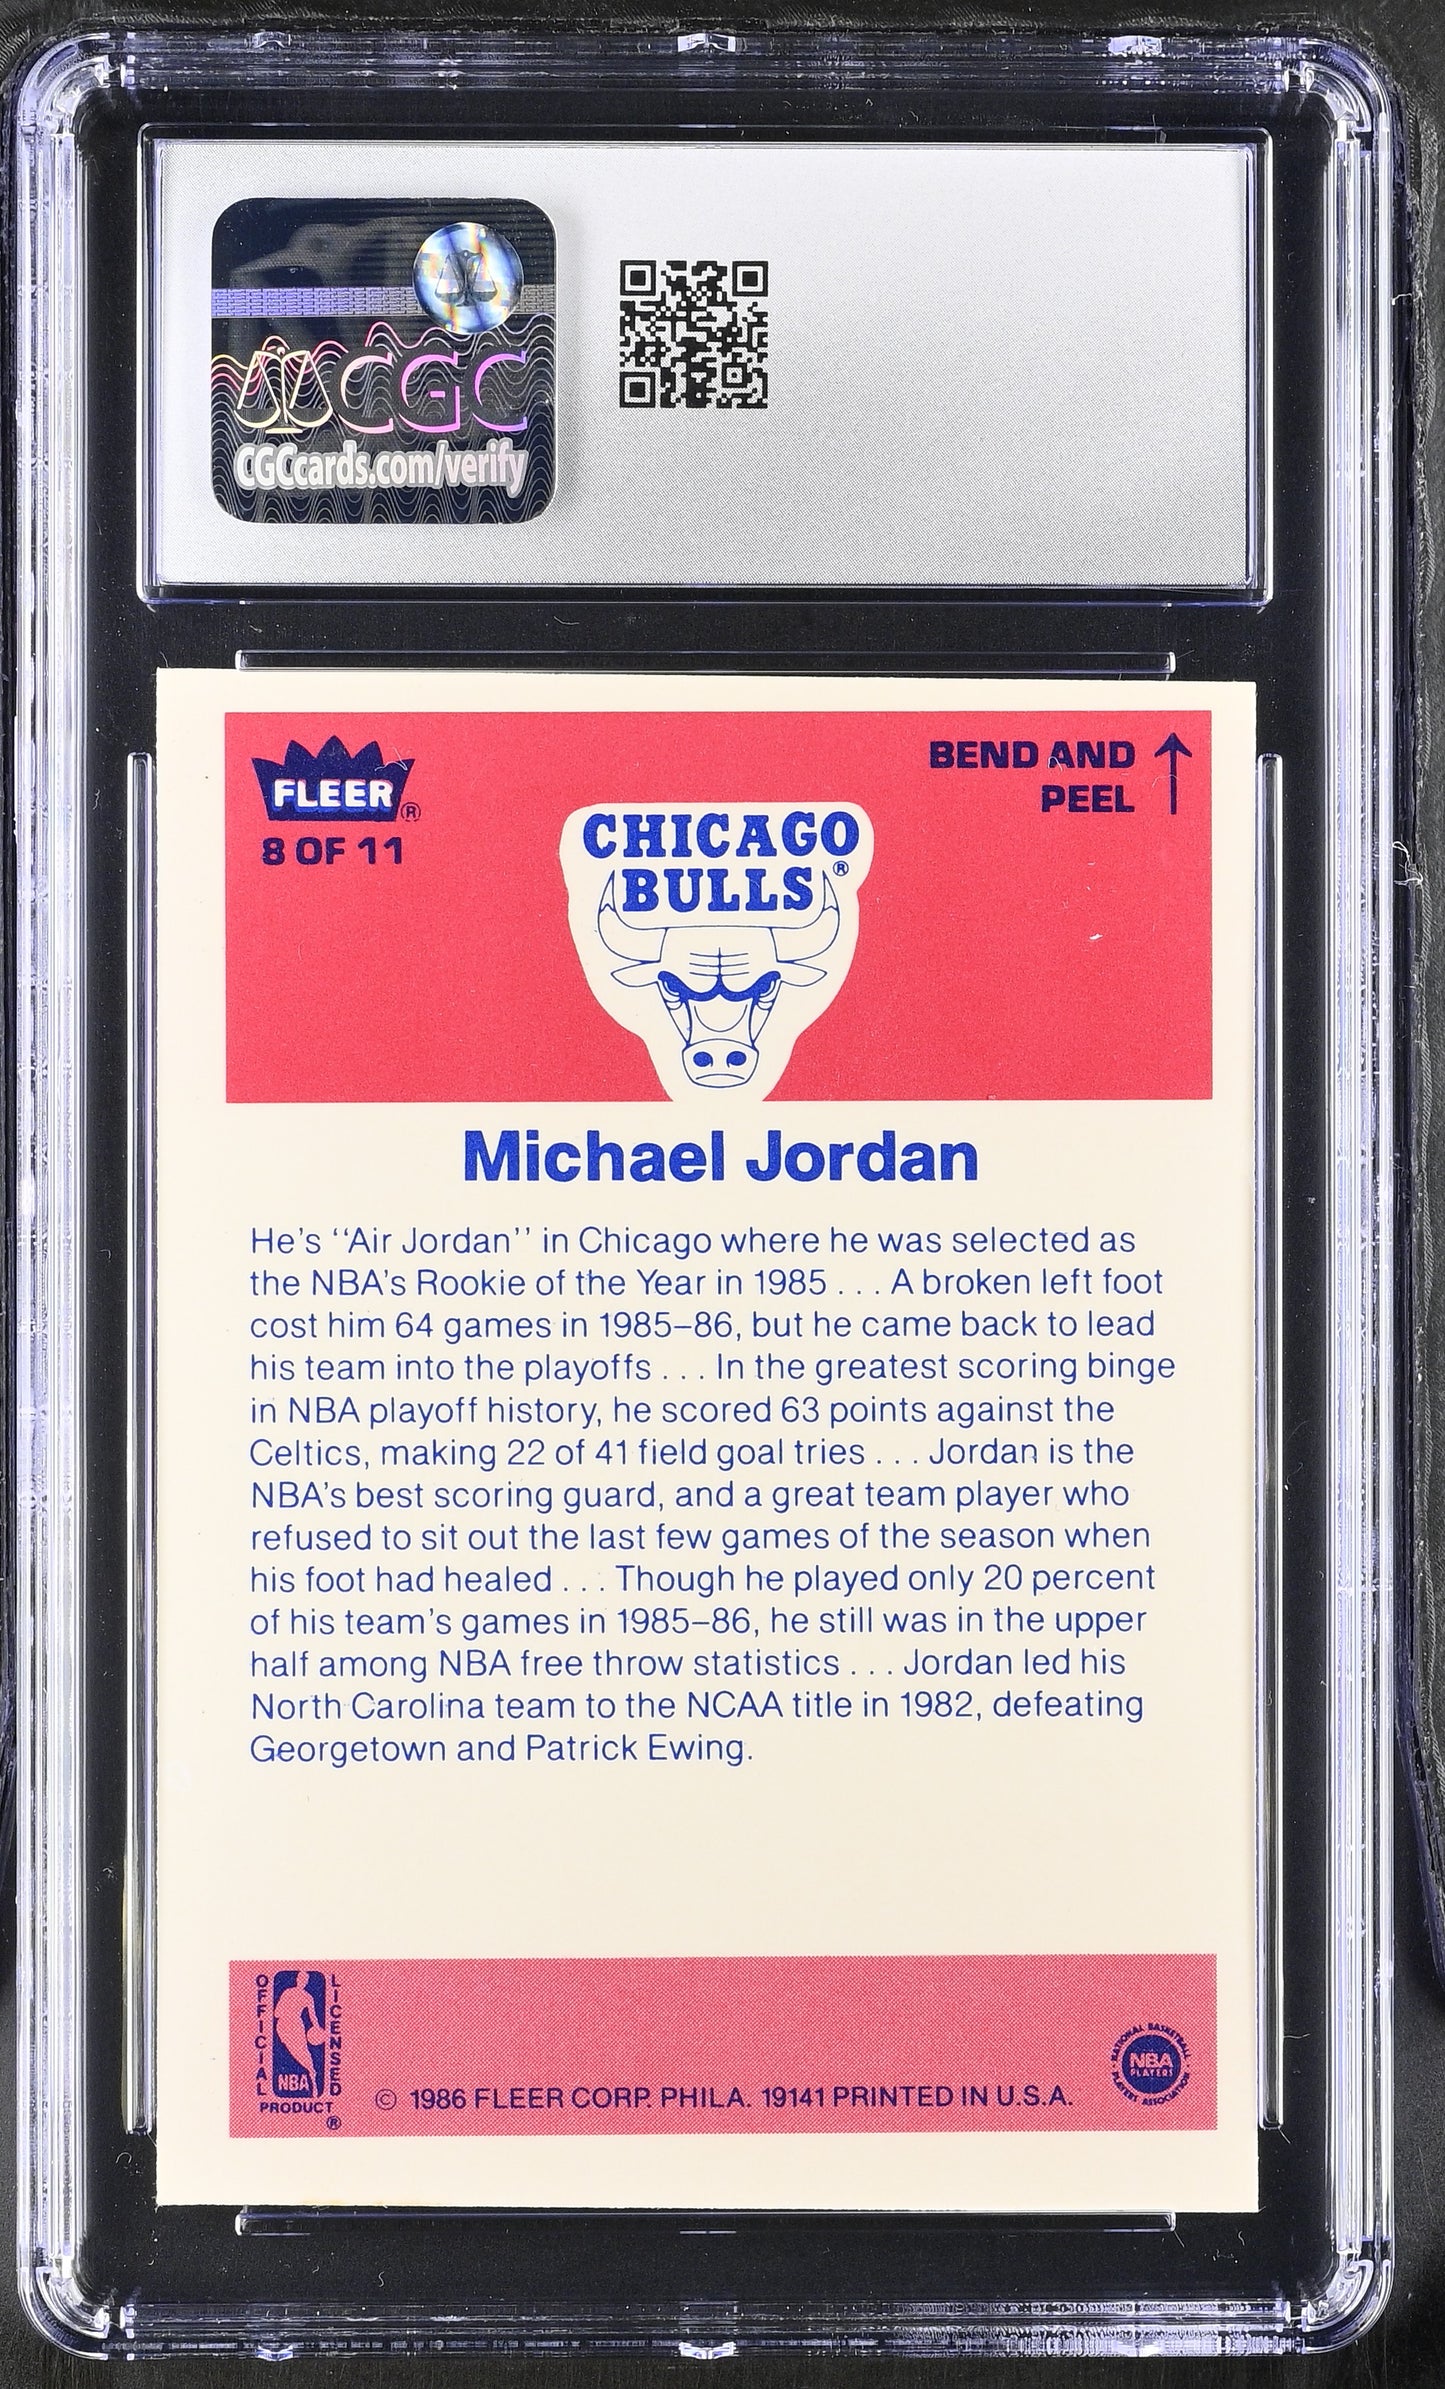 CGC
CGCcards.com/verify
FLEER®
8 OF 11
BEND AND
PEEL
CHICAGO
BULLS®
Michael Jordan
He's "Air Jordan" in Chicago where he was selected as
the NBA's Rookie of the Year in 1985 . . . A broken left foot
cost him 64 games in 1985–86, but he came back to lead
his team into the playoffs . . . In the greatest scoring binge
in NBA playoff history, he scored 63 points against the
Celtics, making 22 of 41 field goal tries . . . Jordan is the
NBA's best scoring guard, and a great team player who
refused to sit out the last few games of the season when
his foot had healed . . . Though he played only 20 percent
of his team's games in 1985–86, he still was in the upper
half among NBA free throw statistics . . . Jordan led his
North Carolina team to the NCAA title in 1982, defeating
Georgetown and Patrick Ewing.
OFFICIAL
NBA
LICENSED
PRODUCT
®
© 1986 FLEER CORP. PHILA. 19141 PRINTED IN U.S.A.
NATIONAL BASKETBALL
NBA
PLAYERS
PLAYERS ASSOCIATION